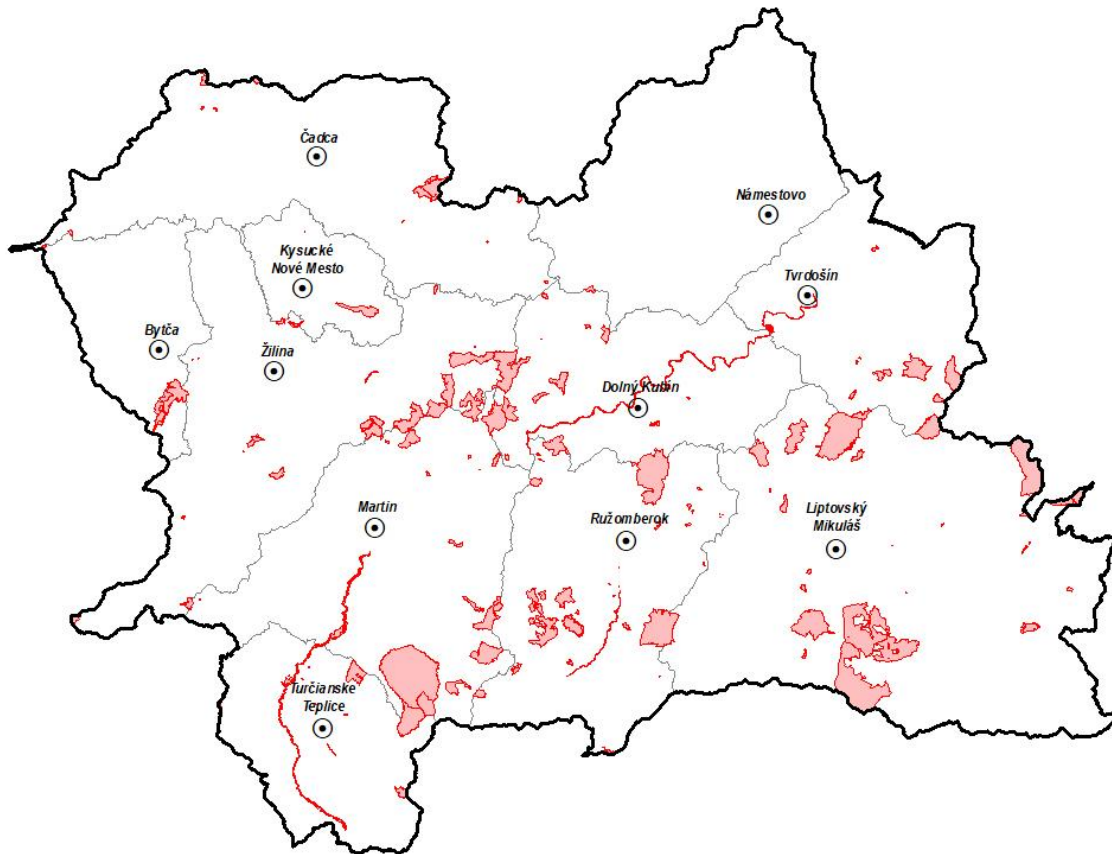 Čadca
Námestovo
Kysucké
Nové Mesto
Tvrdošín
Bytča
Žilina
Dolný Kubín
Martin
Ružomberok
Liptovský
Mikuláš
Turčianske
Teplice